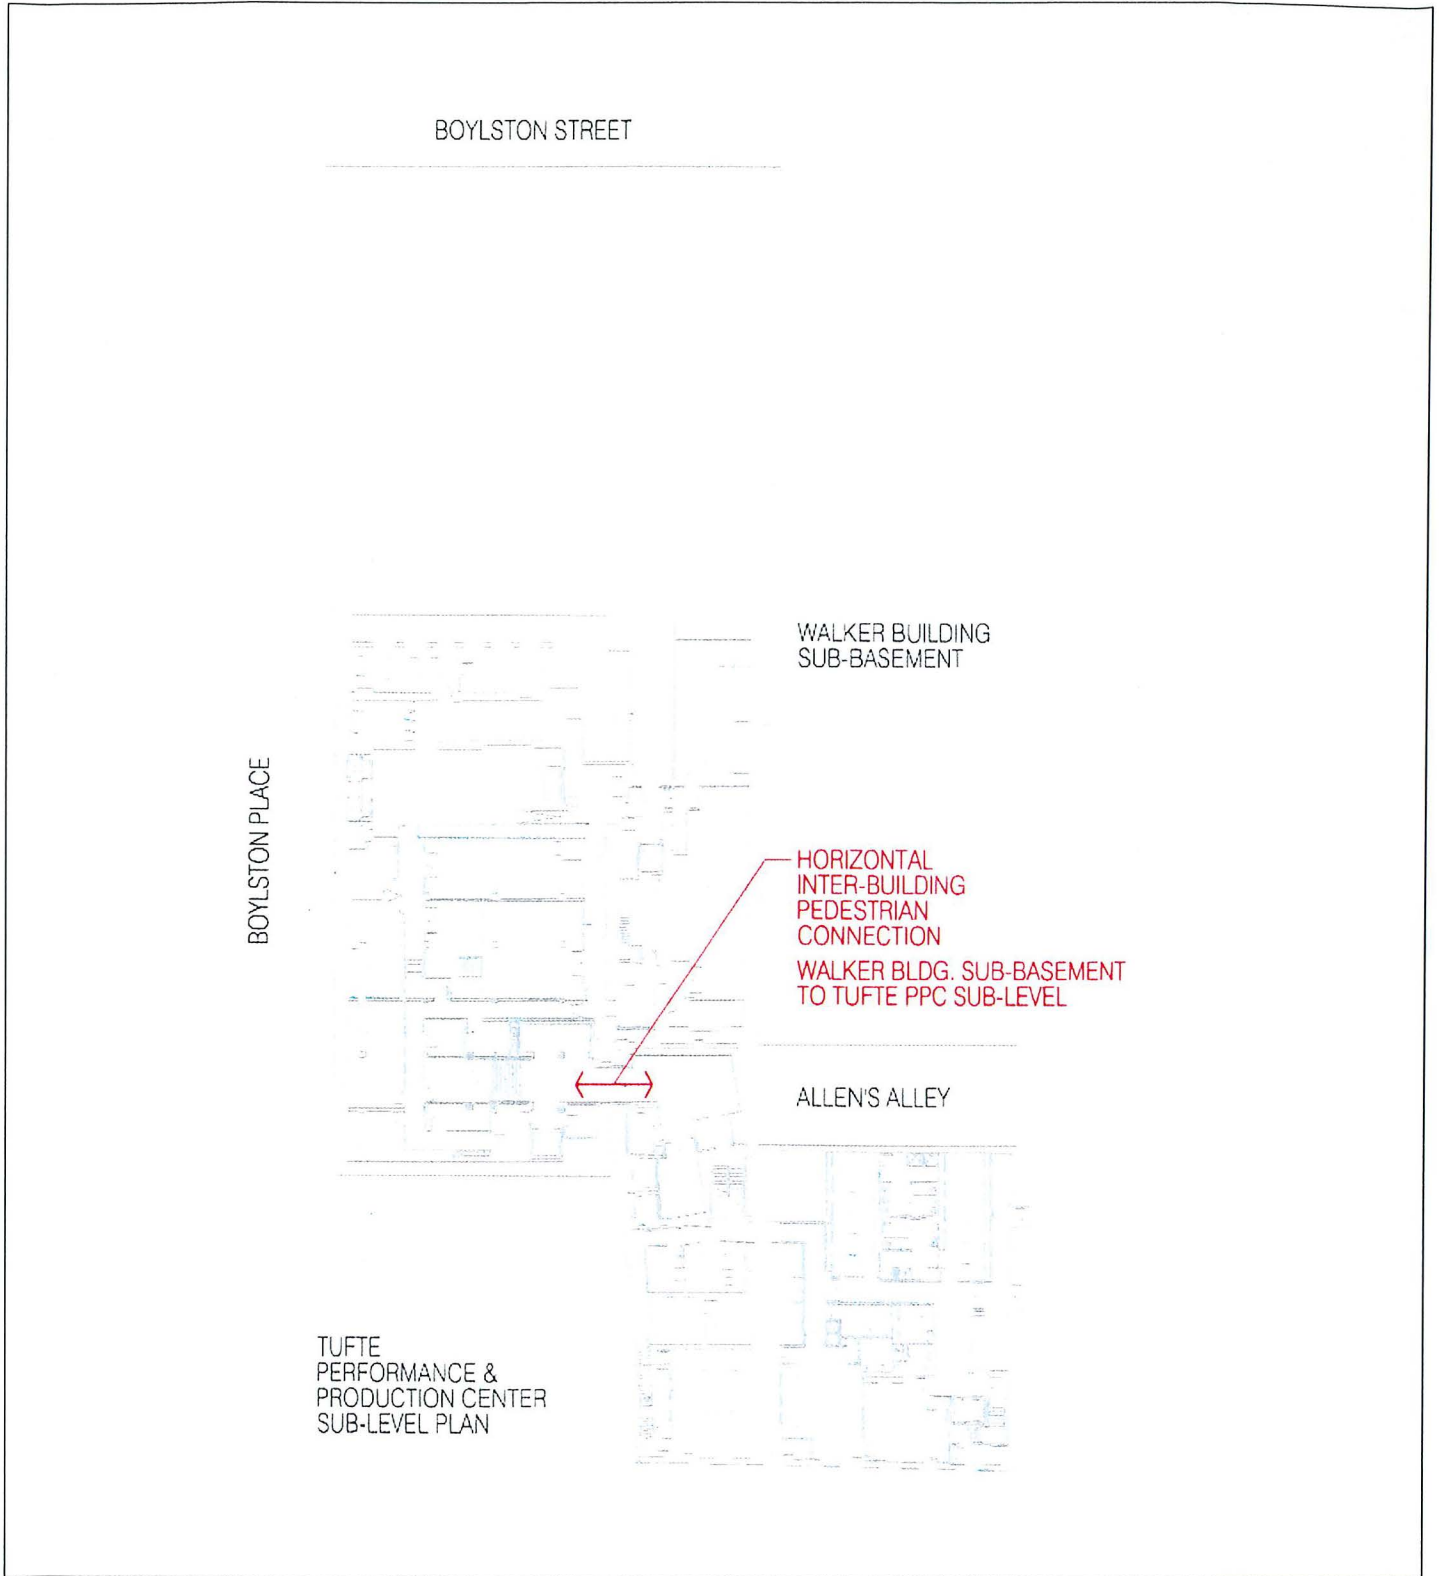 BOYLSTON STREET
WALKER BUILDING
SUB-BASEMENT
BOYLSTON PLACE
HORIZONTAL
INTER-BUILDING
PEDESTRIAN
CONNECTION
WALKER BLDG. SUB-BASEMENT
TO TUFTE PPC SUB-LEVEL
ALLEN'S ALLEY
TUFTE
PERFORMANCE &
PRODUCTION CENTER
SUB-LEVEL PLAN